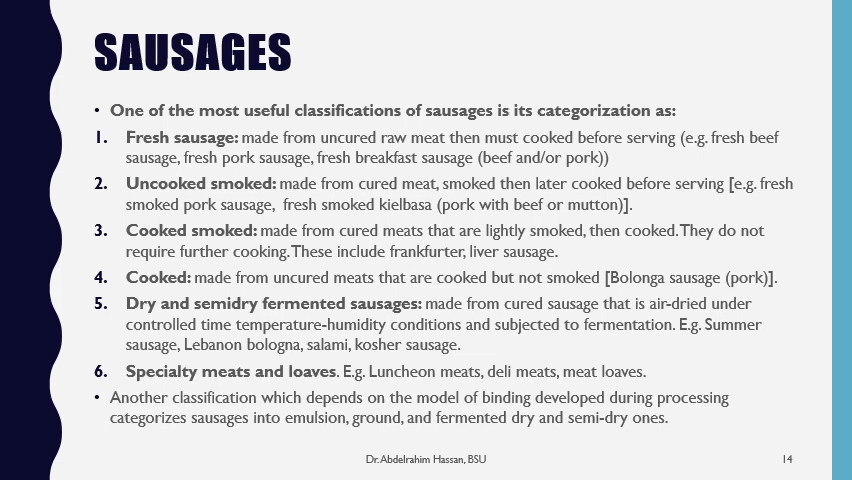 SAUSAGES
• One of the most useful classifications of sausages is its categorization as:
1. Fresh sausage: made from uncured raw meat then must cooked before serving (e.g. fresh beef
sausage, fresh pork sausage, fresh breakfast sausage (beef and/or pork))
2. Uncooked smoked: made from cured meat, smoked then later cooked before serving [e.g. fresh
smoked pork sausage, fresh smoked kielbasa (pork with beef or mutton)].
3. Cooked smoked: made from cured meats that are lightly smoked, then cooked. They do not
require further cooking. These include frankfurter, liver sausage.
4. Cooked: made from uncured meats that are cooked but not smoked [Bolonga sausage (pork)].
5. Dry and semidry fermented sausages: made from cured sausage that is air-dried under
controlled time temperature-humidity conditions and subjected to fermentation. E.g. Summer
sausage, Lebanon bologna, salami, kosher sausage.
6. Specialty meats and loaves. E.g. Luncheon meats, deli meats, meat loaves.
• Another classification which depends on the model of binding developed during processing
categorizes sausages into emulsion, ground, and fermented dry and semi-dry ones.
Dr. Abdelrahim Hassan, BSU
14